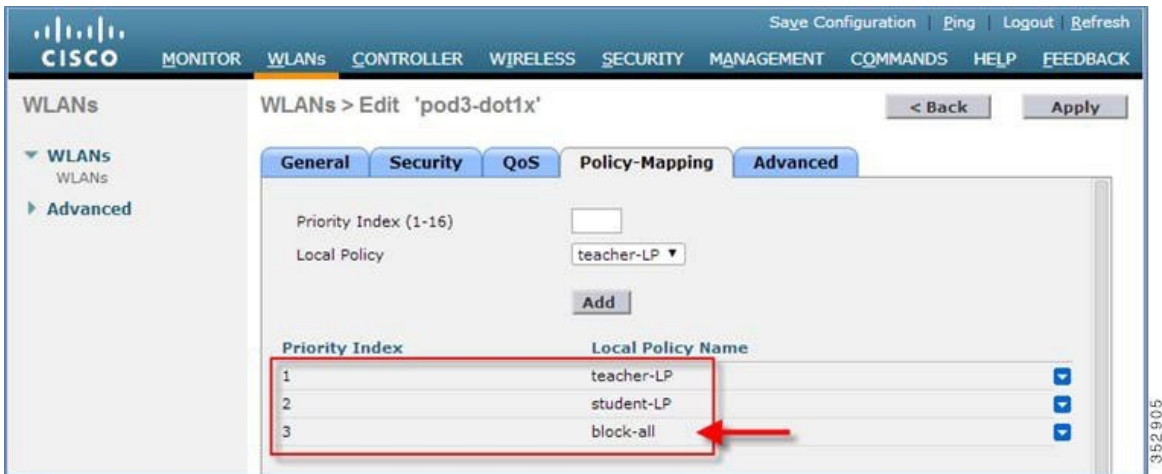 Save Configuration Ping Logout Refresh
CISCO MONITOR WLANs CONTROLLER WIRELESS SECURITY MANAGEMENT COMMANDS HELP FEEDBACK
WLANs
WLANs > Edit 'pod3-dot1x'
< Back
Apply
WLANs
WLANs
Advanced
General Security QoS Policy-Mapping Advanced
Priority Index (1-16)
Local Policy teacher-LP
Add
Priority Index Local Policy Name
1 teacher-LP
2 student-LP
3 block-all
352905